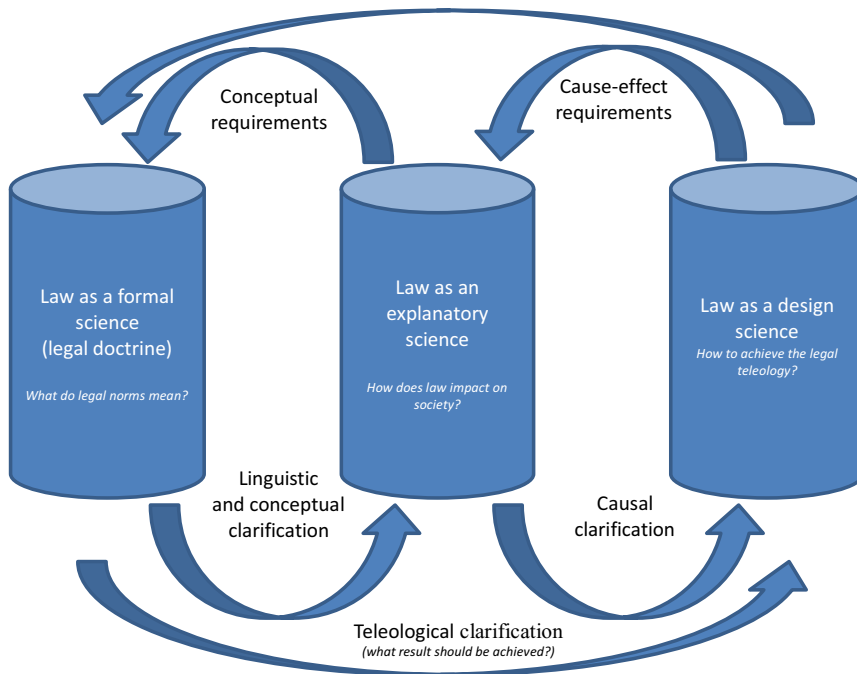 Conceptual
requirements
Cause-effect
requirements
Law as a formal
science
(legal doctrine)
What do legal norms mean?
Law as an
explanatory
science
How does law impact on
society?
Law as a design
science
How to achieve the legal
teleology?
Linguistic
and conceptual
clarification
Causal
clarification
Teleological clarification
(what result should be achieved?)